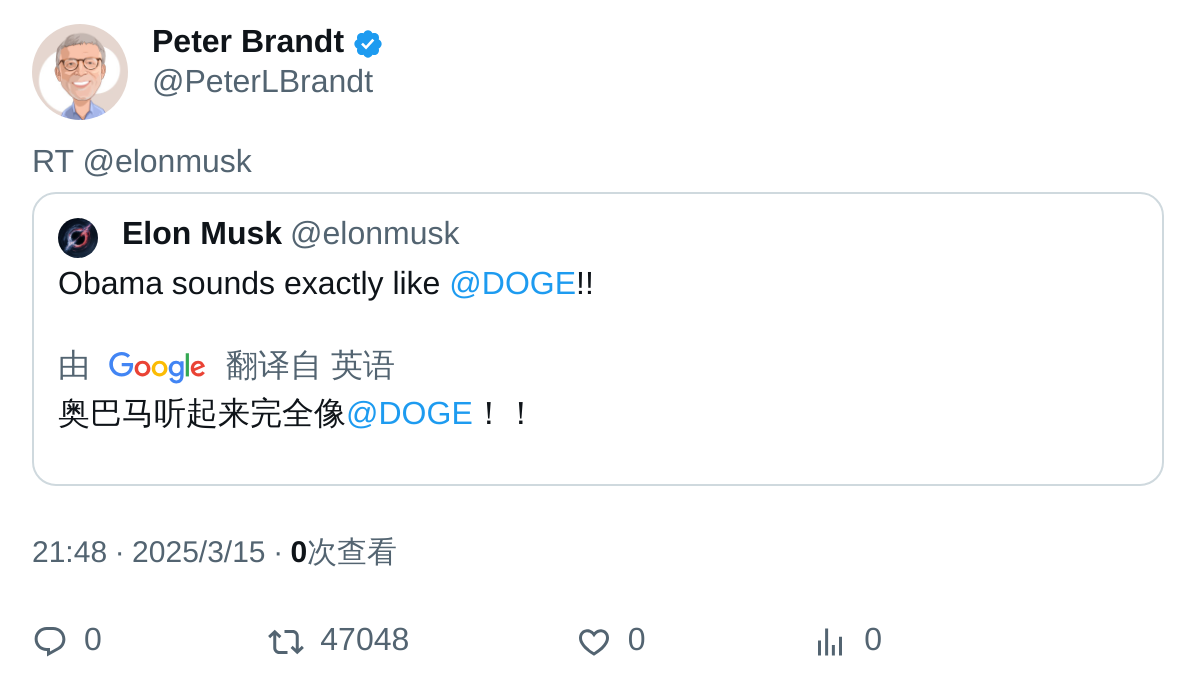 Peter Brandt
@PeterLBrandt
RT @elonmusk
Elon Musk @elonmusk
Obama sounds exactly like @DOGE!!
由 Google 翻译自 英语
奥巴马听起来完全像@DOGE！！
21:48 · 2025/3/15 · 0次查看
0 47048 0 0